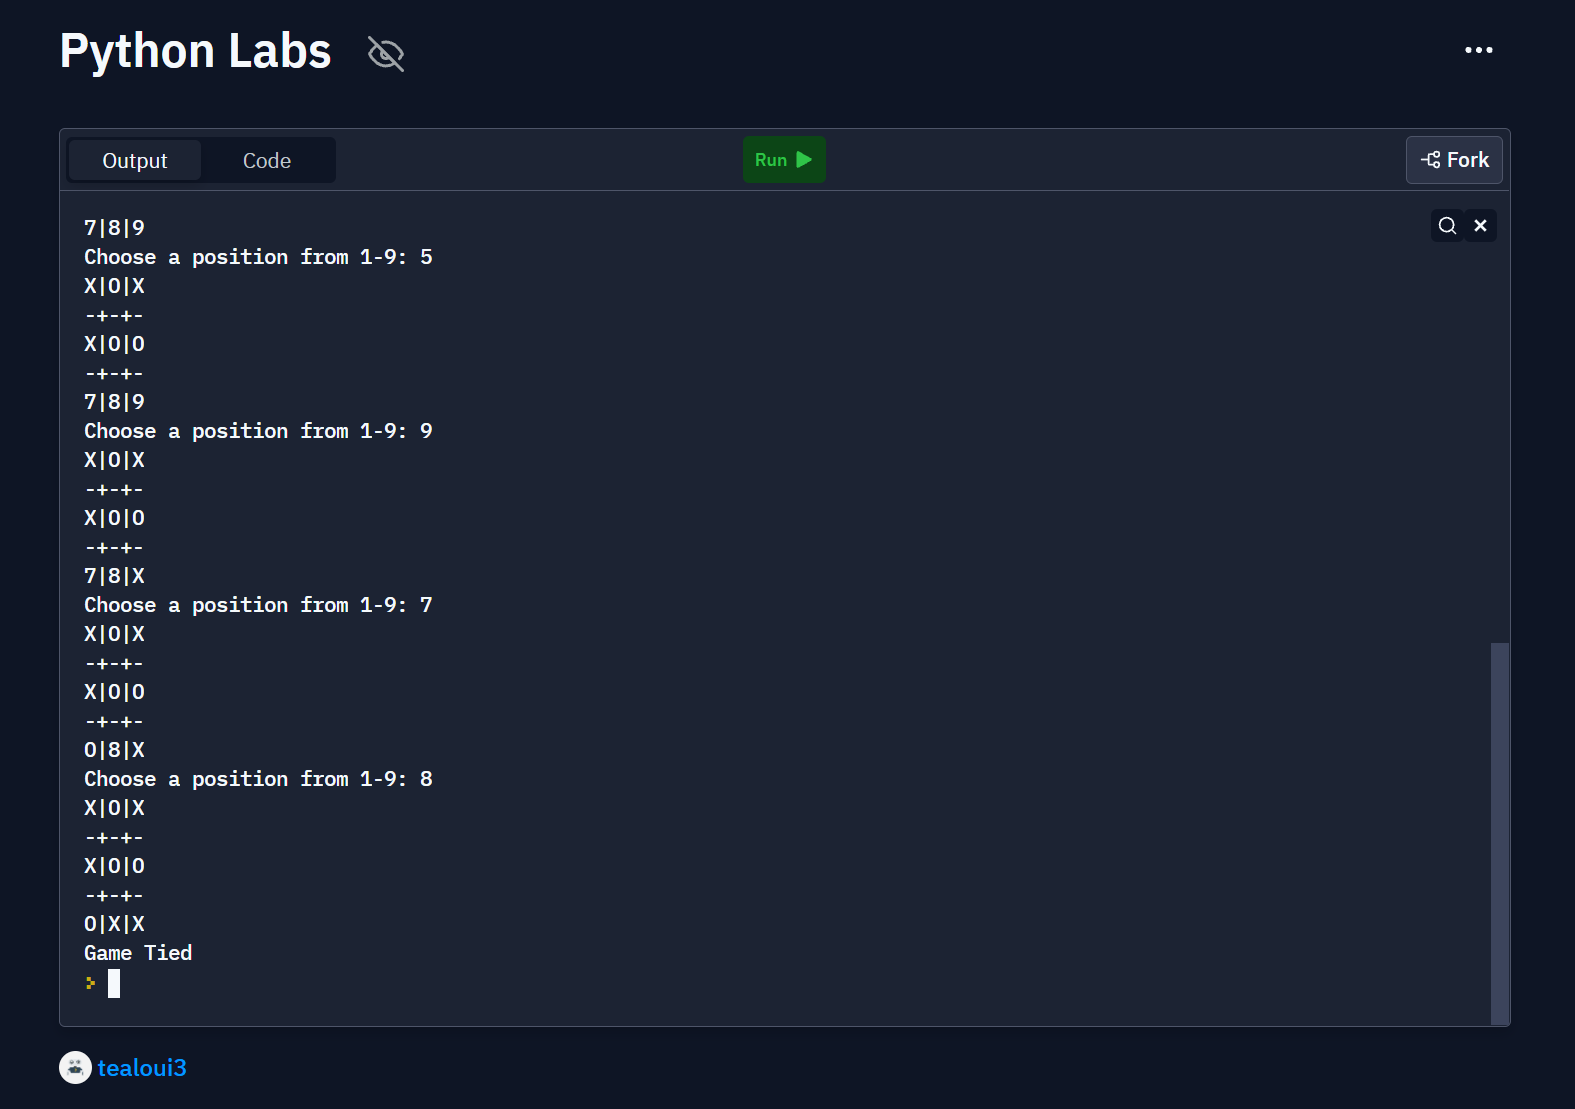 Python Labs
Output Code Run Fork
7|8|9
Choose a position from 1-9: 5
X|O|X
-+-+-
X|O|O
-+-+-
7|8|9
Choose a position from 1-9: 9
X|O|X
-+-+-
X|O|O
-+-+-
7|8|X
Choose a position from 1-9: 7
X|O|X
-+-+-
X|O|O
-+-+-
O|8|X
Choose a position from 1-9: 8
X|O|X
-+-+-
X|O|O
-+-+-
O|X|X
Game Tied
>
tealoui3